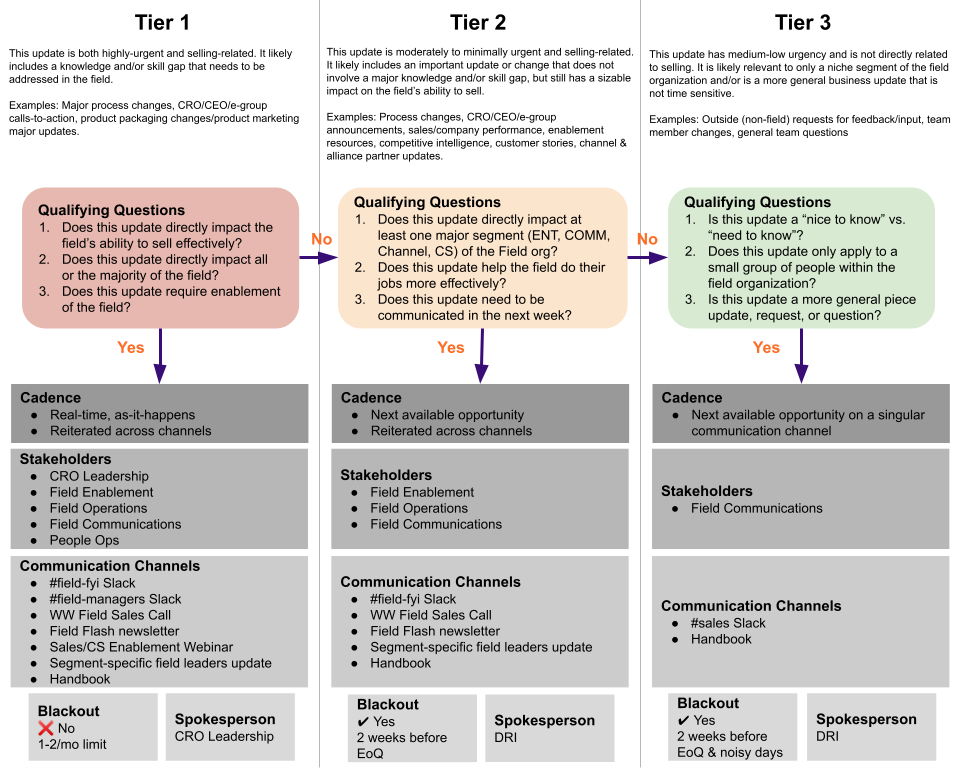 Tier 1
This update is both highly-urgent and selling-related. It likely
includes a knowledge and/or skill gap that needs to be
addressed in the field.
Examples: Major process changes, CRO/CEO/e-group
calls-to-action, product packaging changes/product marketing
major updates.
Qualifying Questions
1. Does this update directly impact the
field's ability to sell effectively?
2. Does this update directly impact all
or the majority of the field?
3. Does this update require enablement
of the field?
No
Yes
Cadence
● Real-time, as-it-happens
● Reiterated across channels
Stakeholders
● CRO Leadership
● Field Enablement
● Field Operations
● Field Communications
● People Ops
Communication Channels
● #field-fyi Slack
● #field-managers Slack
● WW Field Sales Call
● Field Flash newsletter
● Sales/CS Enablement Webinar
● Segment-specific field leaders update
● Handbook
Blackout
❌ No
1-2/mo limit
Spokesperson
CRO Leadership
Tier 2
This update is moderately to minimally urgent and selling-related.
It likely includes an important update or change that does not
involve a major knowledge and/or skill gap, but still has a sizable
impact on the field's ability to sell.
Examples: Process changes, CRO/CEO/e-group
announcements, sales/company performance, enablement
resources, competitive intelligence, customer stories, channel &
alliance partner updates.
Qualifying Questions
1. Does this update directly impact at
least one major segment (ENT, COMM,
Channel, CS) of the Field org?
2. Does this update help the field do their
jobs more effectively?
3. Does this update need to be
communicated in the next week?
No
Yes
Cadence
● Next available opportunity
● Reiterated across channels
Stakeholders
● Field Enablement
● Field Operations
● Field Communications
Communication Channels
● #field-fyi Slack
● WW Field Sales Call
● Field Flash newsletter
● Segment-specific field leaders update
● Handbook
Blackout
✔ Yes
2 weeks before
EoQ
Spokesperson
DRI
Tier 3
This update has medium-low urgency and is not directly related
to selling. It is likely relevant to only a niche segment of the field
organization and/or is a more general business update that is
not time sensitive.
Examples: Outside (non-field) requests for feedback/input, team
member changes, general team questions
Qualifying Questions
1. Is this update a “nice to know” vs.
“need to know”?
2. Does this update only apply to a
small group of people within the
field organization?
3. Is this update a more general piece
update, request, or question?
Yes
Cadence
● Next available opportunity on a singular
communication channel
Stakeholders
● Field Communications
Communication Channels
● #sales Slack
● Handbook
Blackout
✔ Yes
2 weeks before
EoQ & noisy days
Spokesperson
DRI